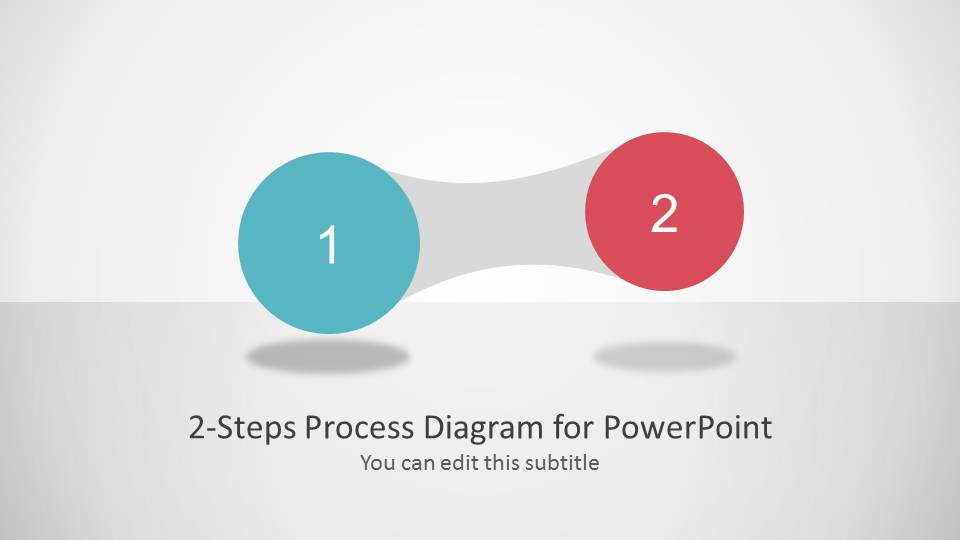 1
2
2-Steps Process Diagram for PowerPoint
You can edit this subtitle